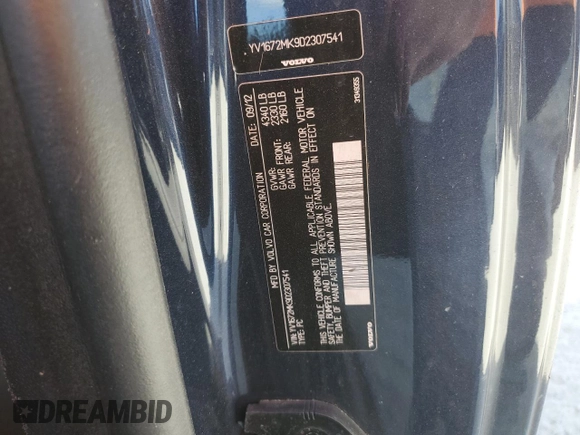 YV1672MK9D2307541
VOLVO
MFD BY VOLVO CAR CORPORATION DATE: 09/12
GVWR: 4340 LB
GAWR FRONT: 2330 LB
GAWR REAR: 2160 LB
THIS VEHICLE CONFORMS TO ALL APPLICABLE FEDERAL MOTOR VEHICLE
SAFETY, BUMPER AND THEFT PREVENTION STANDARDS IN EFFECT ON
THE DATE OF MANUFACTURE SHOWN ABOVE.
VIN: YV1672MK9D2307541
TYPE: PC
VOLVO
DREAMBID